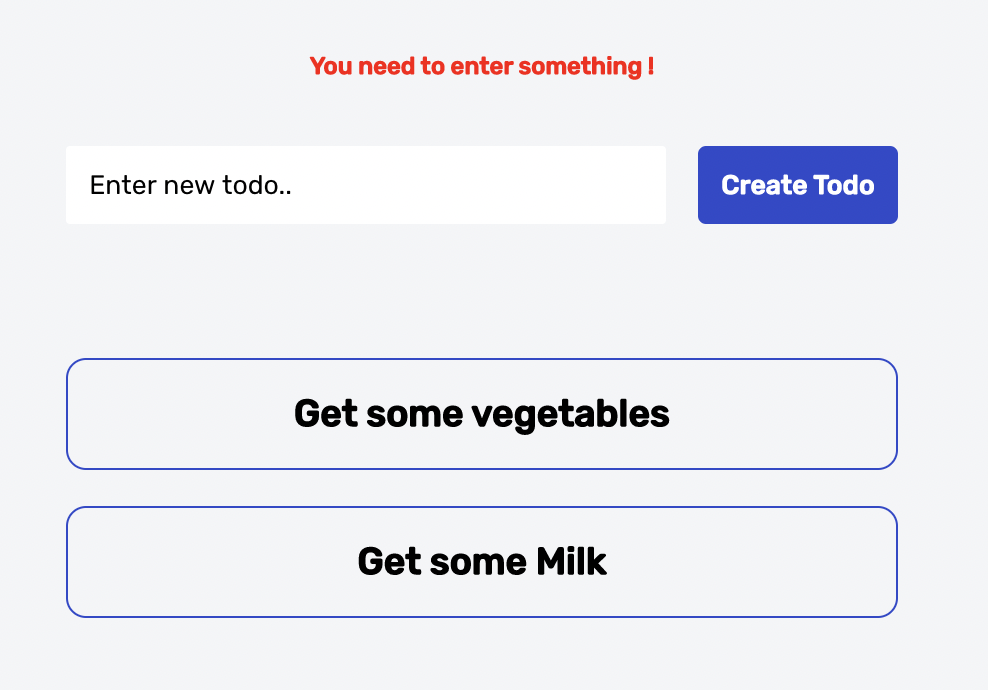 You need to enter something !
Enter new todo..
Create Todo
Get some vegetables
Get some Milk